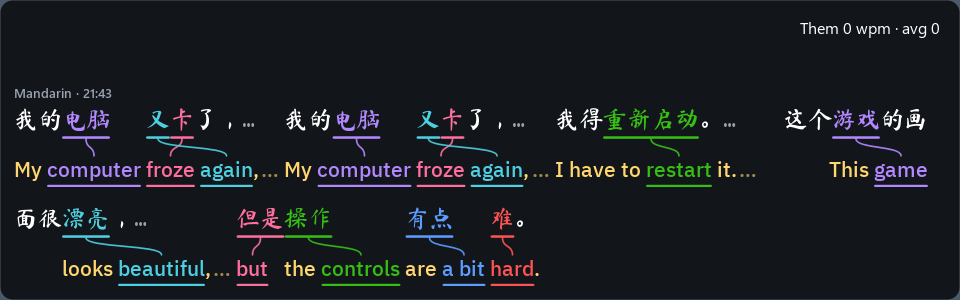 Them 0 wpm · avg 0
Mandarin · 21:43
我的电脑 又卡了，… 我的电脑 又卡了，… 我得重新启动。… 这个游戏的画
My computer froze again,… My computer froze again,… I have to restart it.… This game
面很漂亮，… 但是操作 有点 难。
looks beautiful,… but the controls are a bit hard.